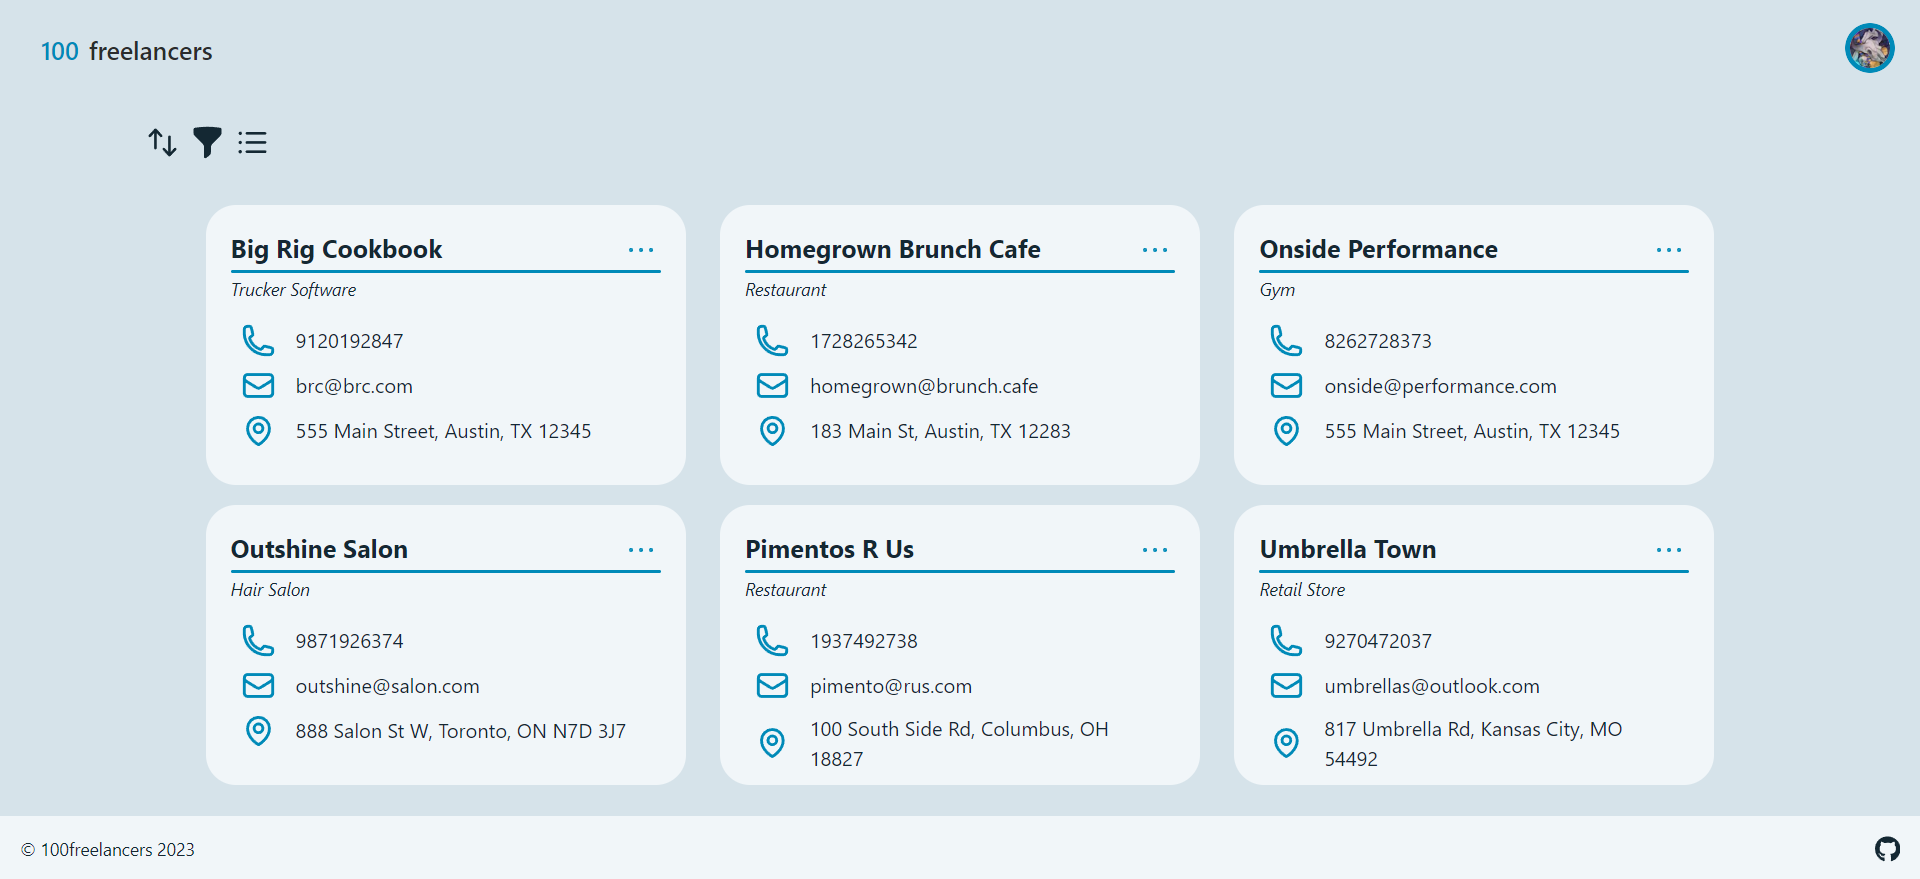 100 freelancers
Big Rig Cookbook
Trucker Software
9120192847
brc@brc.com
555 Main Street, Austin, TX 12345
Homegrown Brunch Cafe
Restaurant
1728265342
homegrown@brunch.cafe
183 Main St, Austin, TX 12283
Onside Performance
Gym
8262728373
onside@performance.com
555 Main Street, Austin, TX 12345
Outshine Salon
Hair Salon
9871926374
outshine@salon.com
888 Salon St W, Toronto, ON N7D 3J7
Pimentos R Us
Restaurant
1937492738
pimento@rus.com
100 South Side Rd, Columbus, OH
18827
Umbrella Town
Retail Store
9270472037
umbrellas@outlook.com
817 Umbrella Rd, Kansas City, MO
54492
© 100freelancers 2023